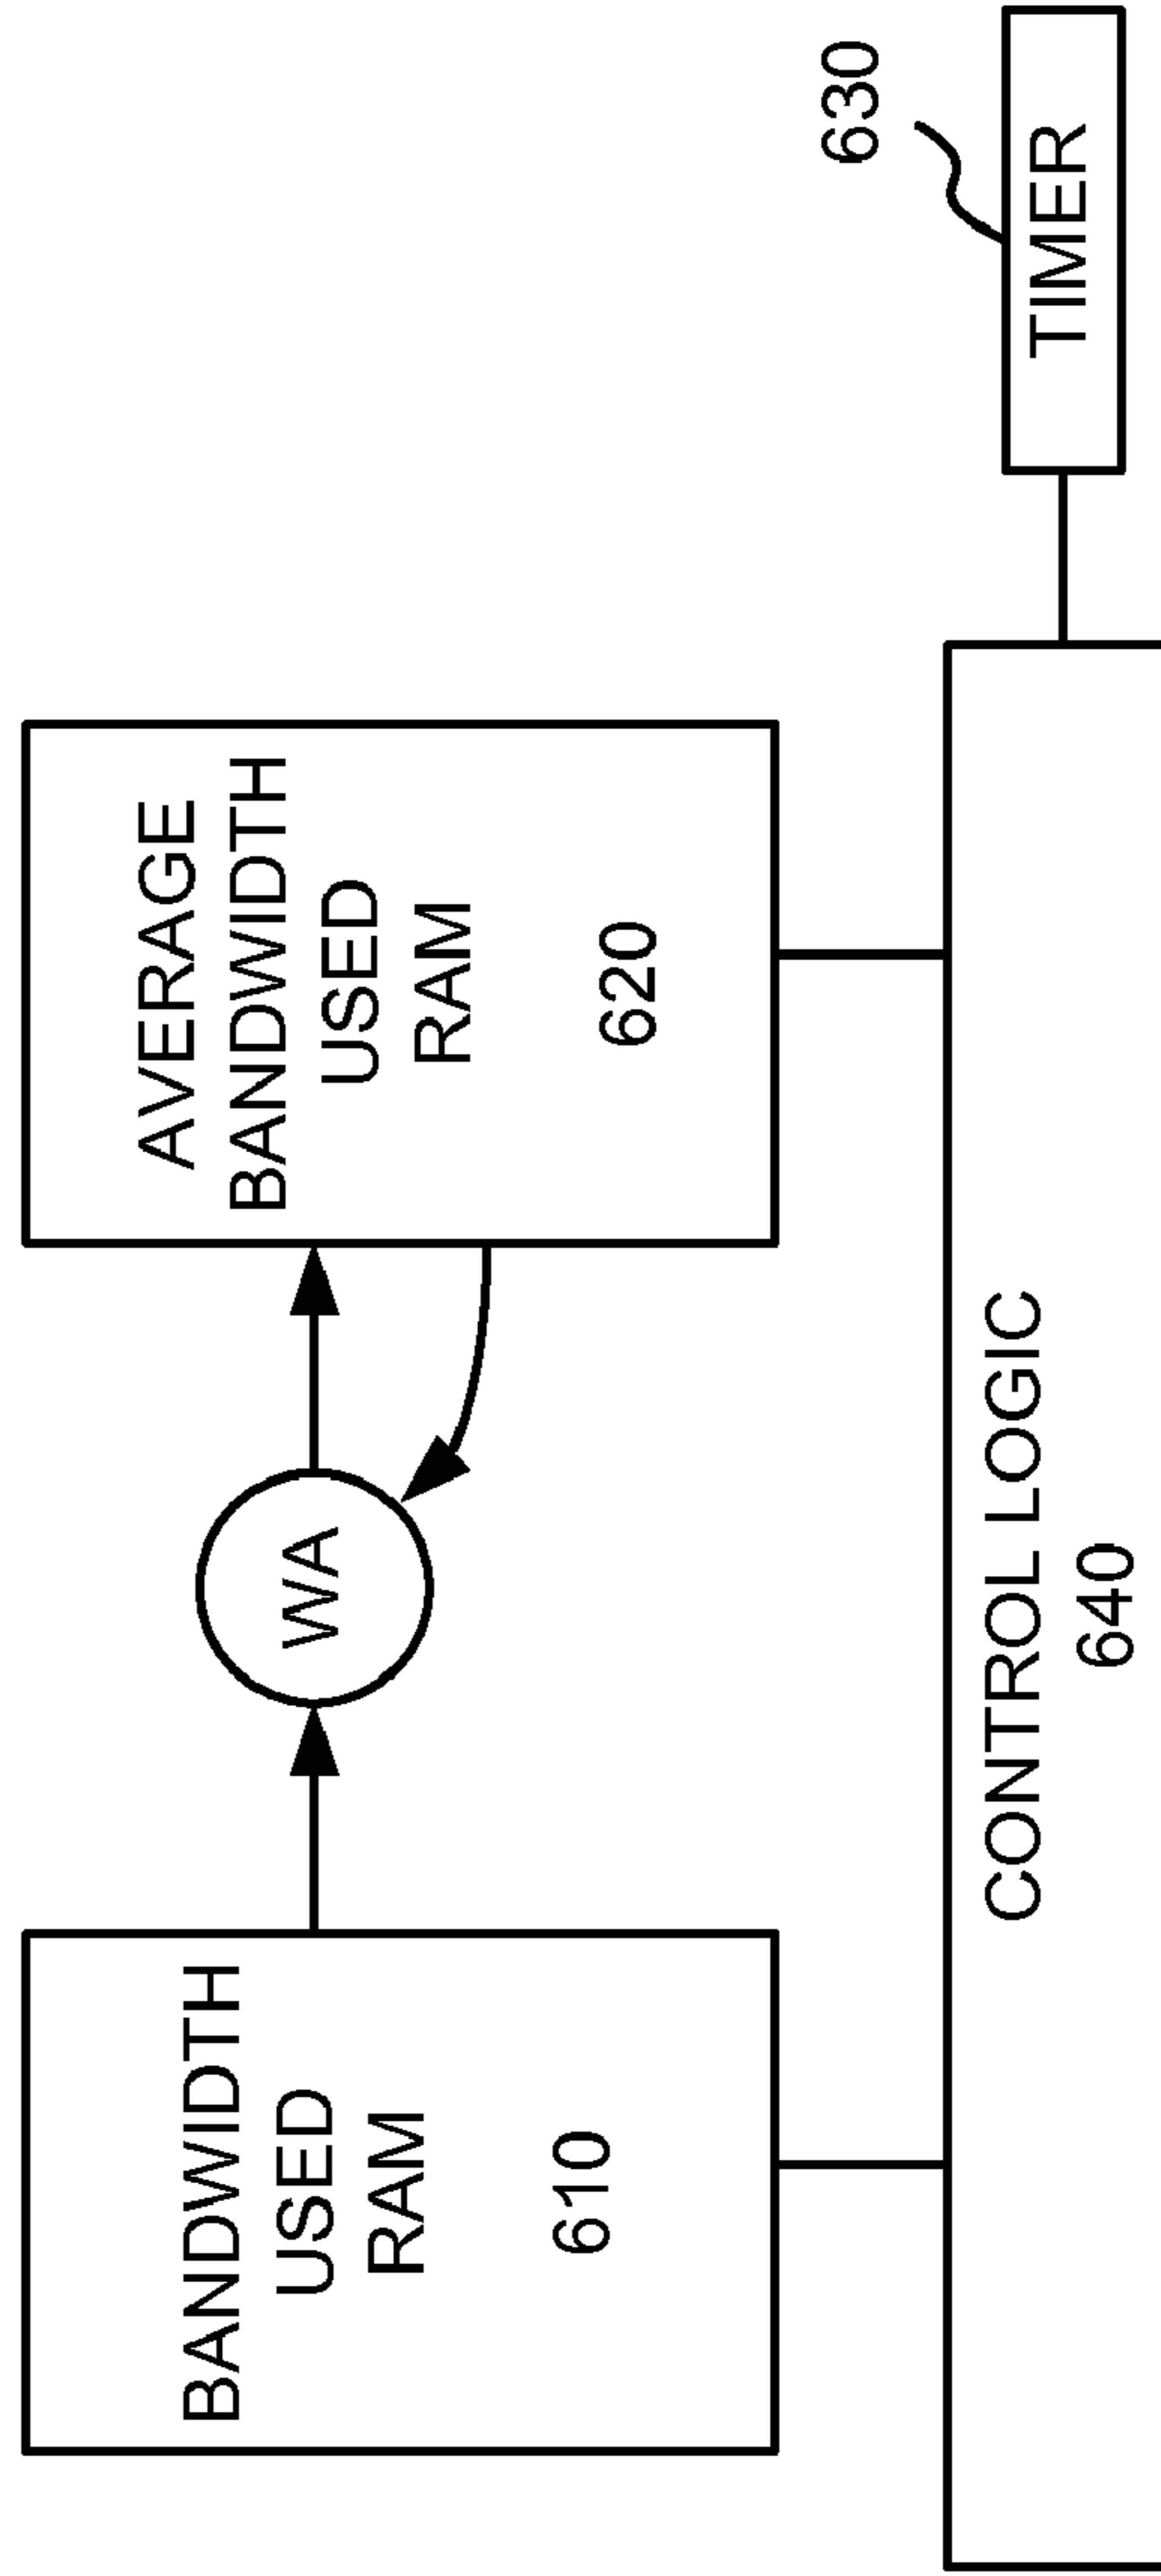 BANDWIDTH
USED
RAM
610
WA
AVERAGE
BANDWIDTH
USED
RAM
620
630
TIMER
CONTROL LOGIC
640